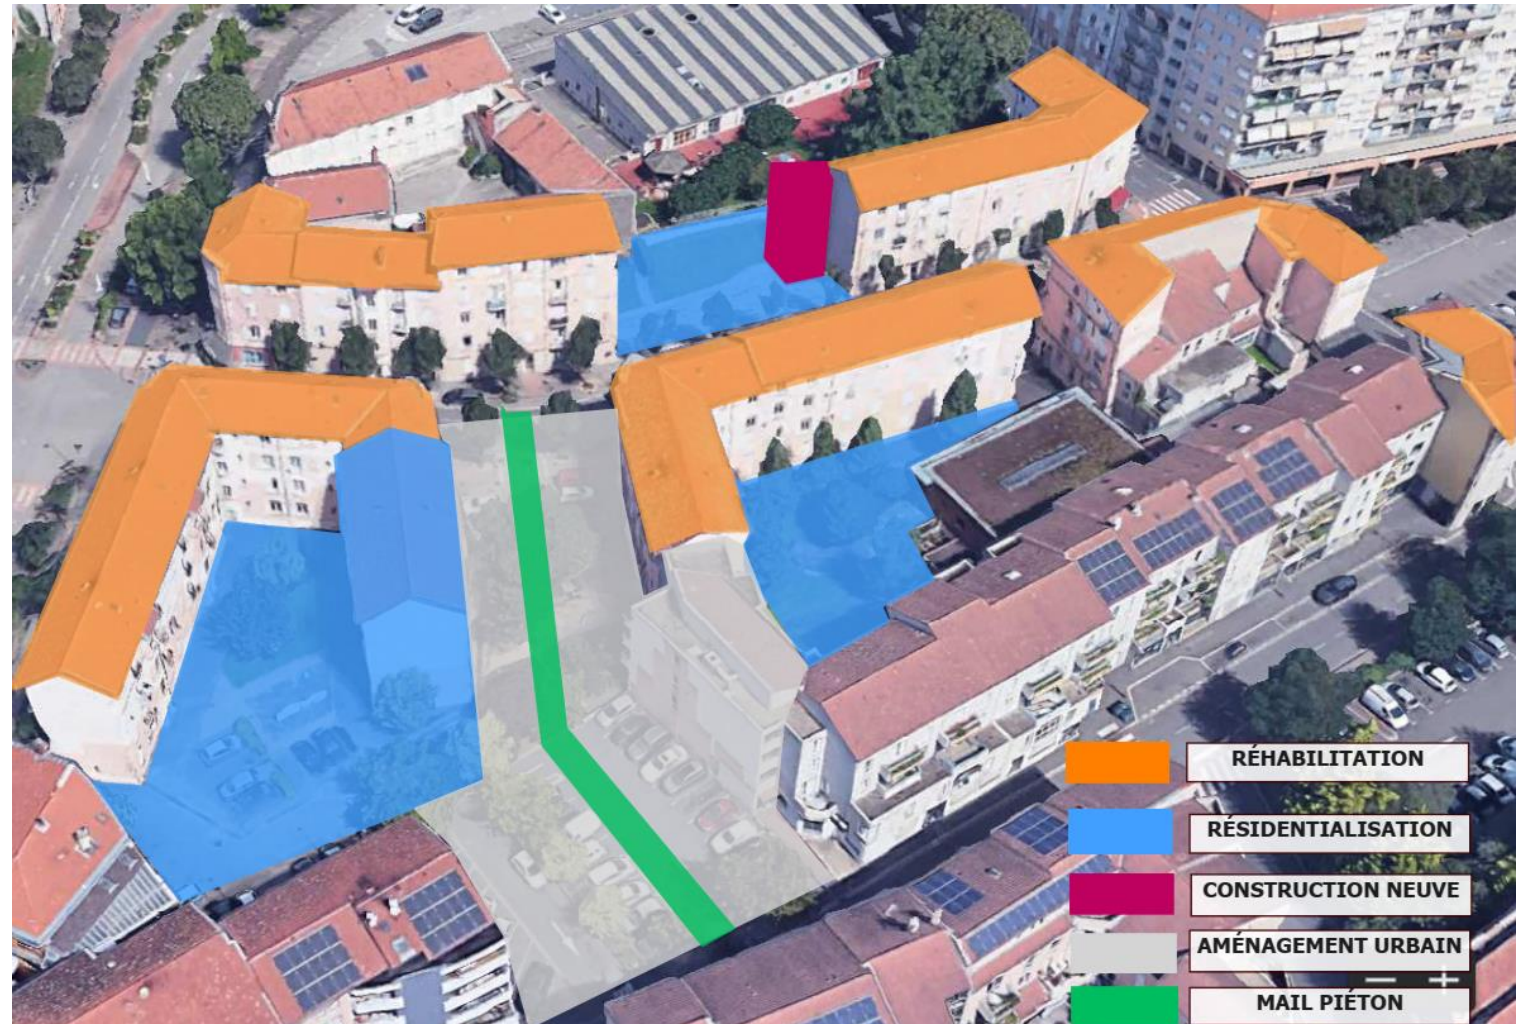 RÉHABILITATION
RÉSIDENTIALISATION
CONSTRUCTION NEUVE
AMÉNAGEMENT URBAIN
MAIL PIÉTON